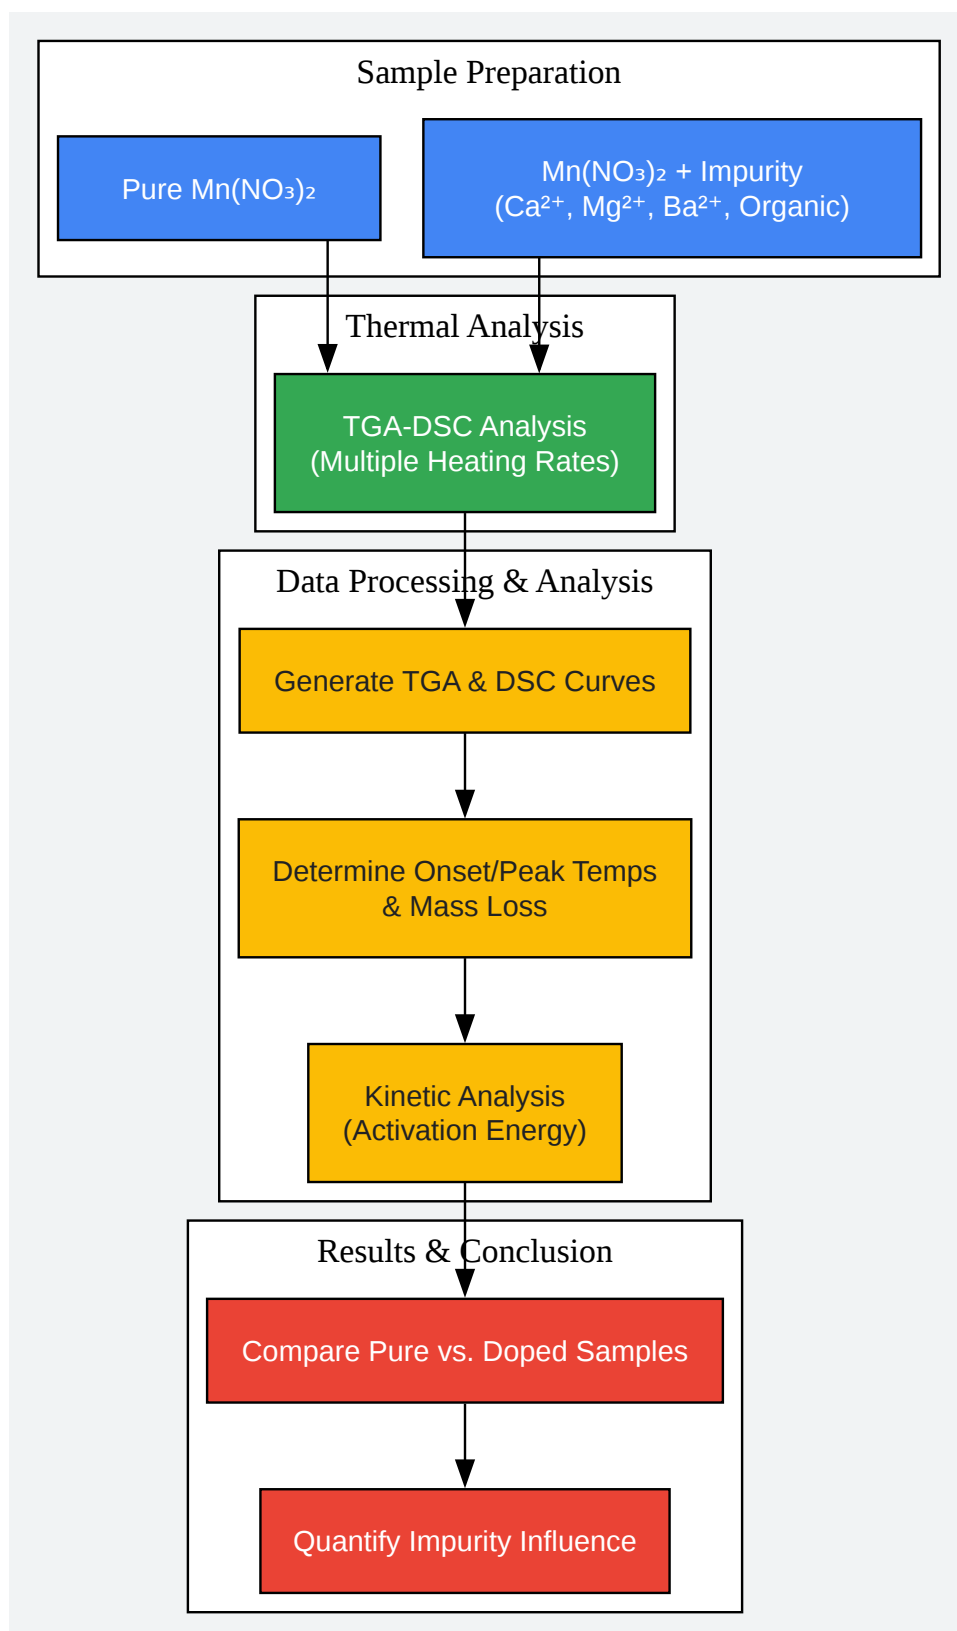 Sample Preparation
Pure Mn(NO₃)₂
Mn(NO₃)₂ + Impurity
(Ca²⁺, Mg²⁺, Ba²⁺, Organic)
Thermal Analysis
TGA-DSC Analysis
(Multiple Heating Rates)
Data Processing & Analysis
Generate TGA & DSC Curves
Determine Onset/Peak Temps
& Mass Loss
Kinetic Analysis
(Activation Energy)
Results & Conclusion
Compare Pure vs. Doped Samples
Quantify Impurity Influence